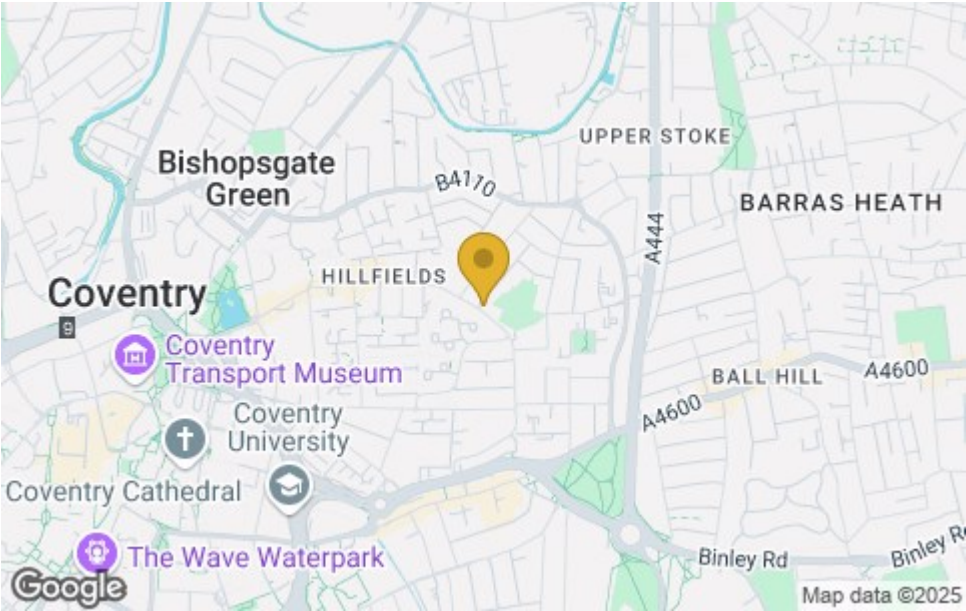 UPPER STOKE
Bishopsgate
Green
B4110
BARRAS HEATH
A444
HILLFIELDS
Coventry
9
Coventry
Transport Museum
A4600
BALL HILL
A4600
Coventry
University
Coventry Cathedral
The Wave Waterpark
Binley Rd
Binley Rd
Google
Map data ©2025